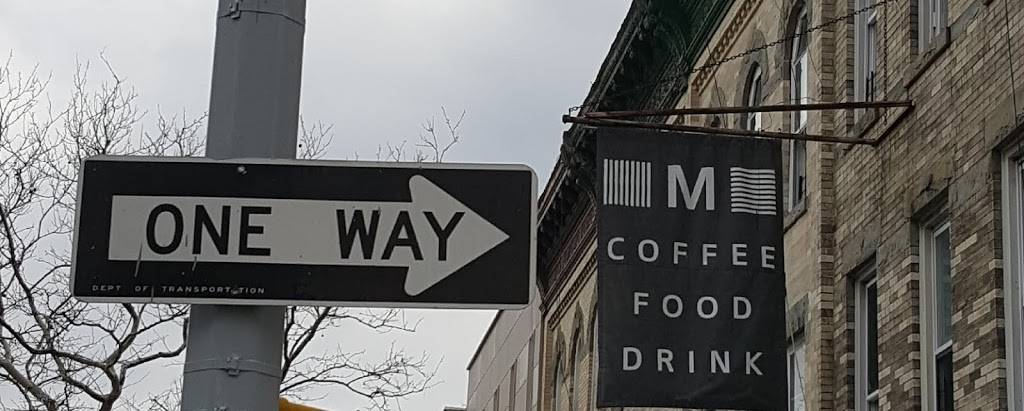 ONE WAY
DEPT OF TRANSPORTATION
M
COFFEE
FOOD
DRINK